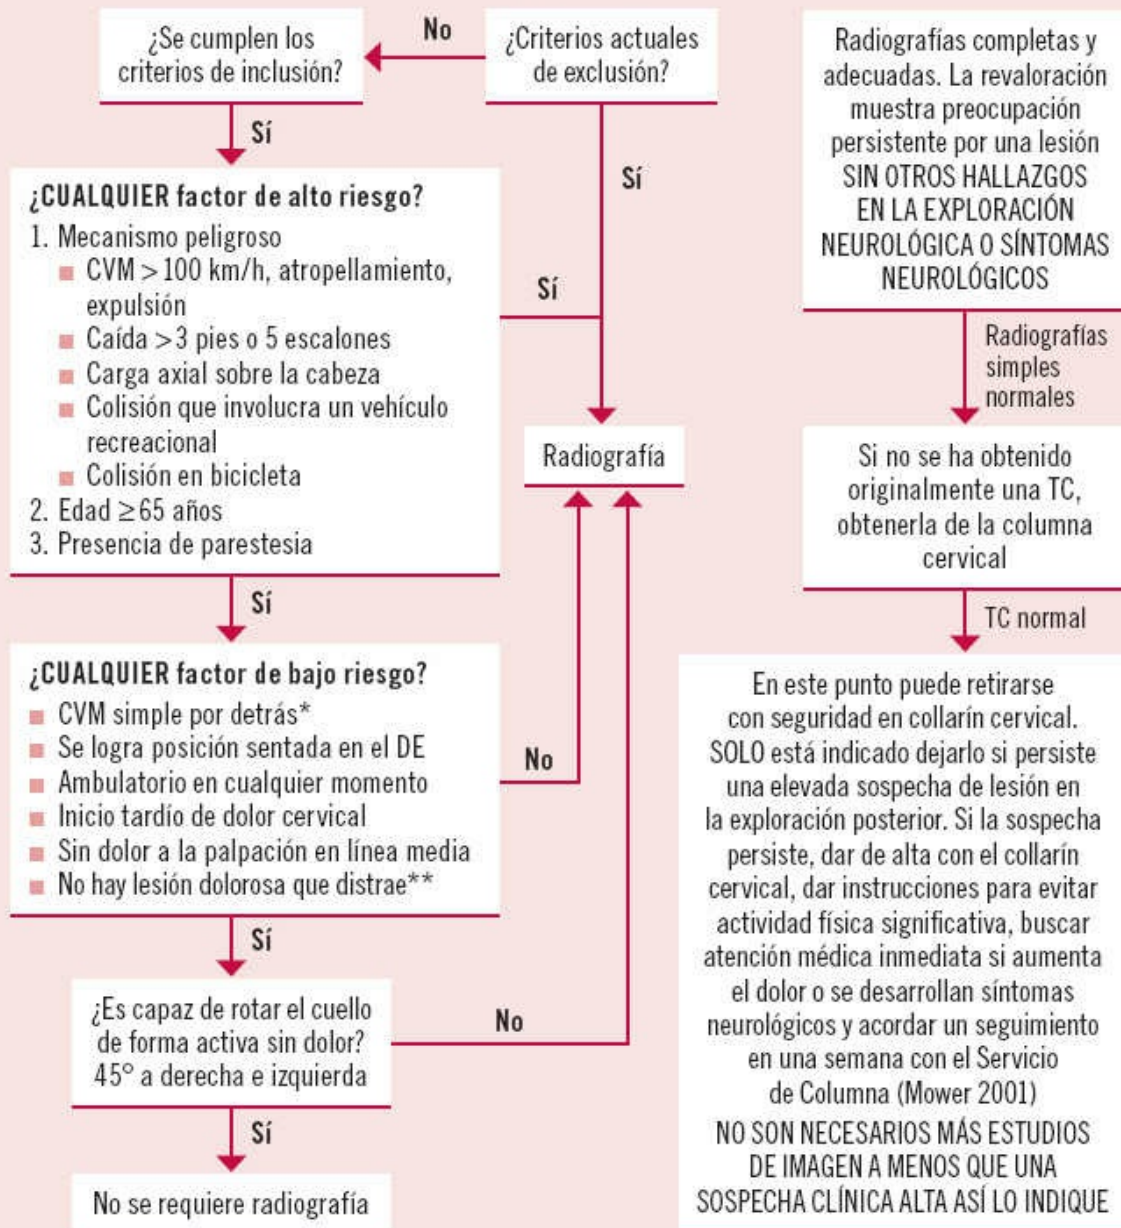 ¿Se cumplen los
criterios de inclusión?
No
¿Criterios actuales
de exclusión?
Sí
Sí
¿CUALQUIER factor de alto riesgo?
1. Mecanismo peligroso
■ CVM > 100 km/h, atropellamiento,
expulsión
■ Caída > 3 pies o 5 escalones
■ Carga axial sobre la cabeza
■ Colisión que involucra un vehículo
recreacional
■ Colisión en bicicleta
2. Edad ≥ 65 años
3. Presencia de parestesia
Sí
Radiografía
Sí
¿CUALQUIER factor de bajo riesgo?
■ CVM simple por detrás*
■ Se logra posición sentada en el DE
■ Ambulatorio en cualquier momento
■ Inicio tardío de dolor cervical
■ Sin dolor a la palpación en línea media
■ No hay lesión dolorosa que distrae**
No
Sí
¿Es capaz de rotar el cuello
de forma activa sin dolor?
45° a derecha e izquierda
No
Sí
No se requiere radiografía
Radiografías completas y
adecuadas. La revaloración
muestra preocupación
persistente por una lesión
SIN OTROS HALLAZGOS
EN LA EXPLORACIÓN
NEUROLÓGICA O SÍNTOMAS
NEUROLÓGICOS
Radiografías
simples
normales
Si no se ha obtenido
originalmente una TC,
obtenerla de la columna
cervical
TC normal
En este punto puede retirarse
con seguridad en collarín cervical.
SOLO está indicado dejarlo si persiste
una elevada sospecha de lesión en
la exploración posterior. Si la sospecha
persiste, dar de alta con el collarín
cervical, dar instrucciones para evitar
actividad física significativa, buscar
atención médica inmediata si aumenta
el dolor o se desarrollan síntomas
neurológicos y acordar un seguimiento
en una semana con el Servicio
de Columna (Mower 2001)
NO SON NECESARIOS MÁS ESTUDIOS
DE IMAGEN A MENOS QUE UNA
SOSPECHA CLÍNICA ALTA ASÍ LO INDIQUE